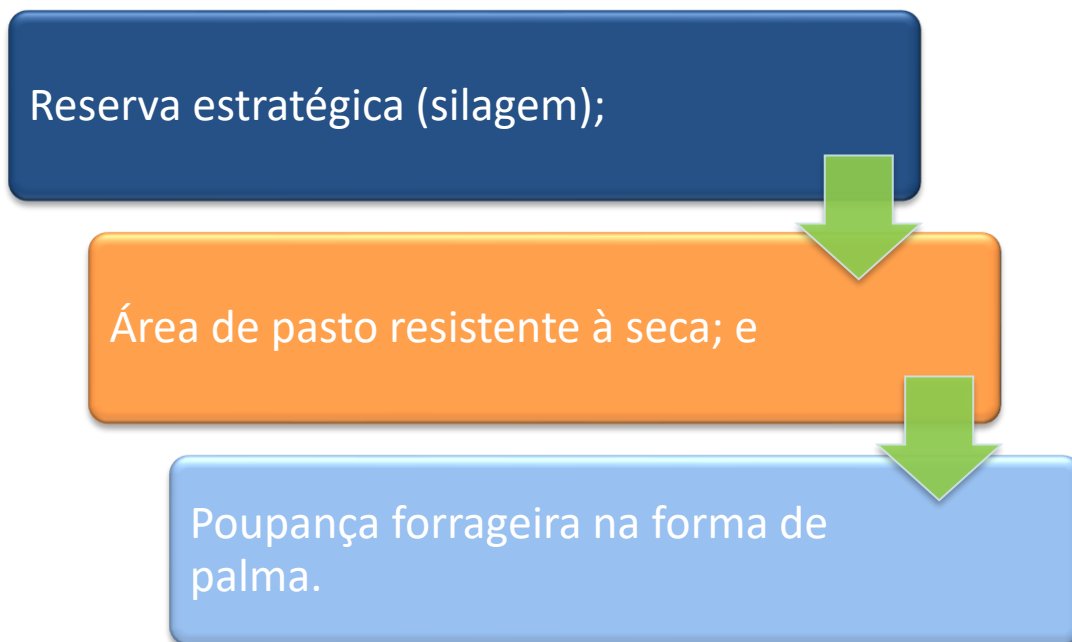 Reserva estratégica (silagem);
Área de pasto resistente à seca; e
Poupança forrageira na forma de
palma.